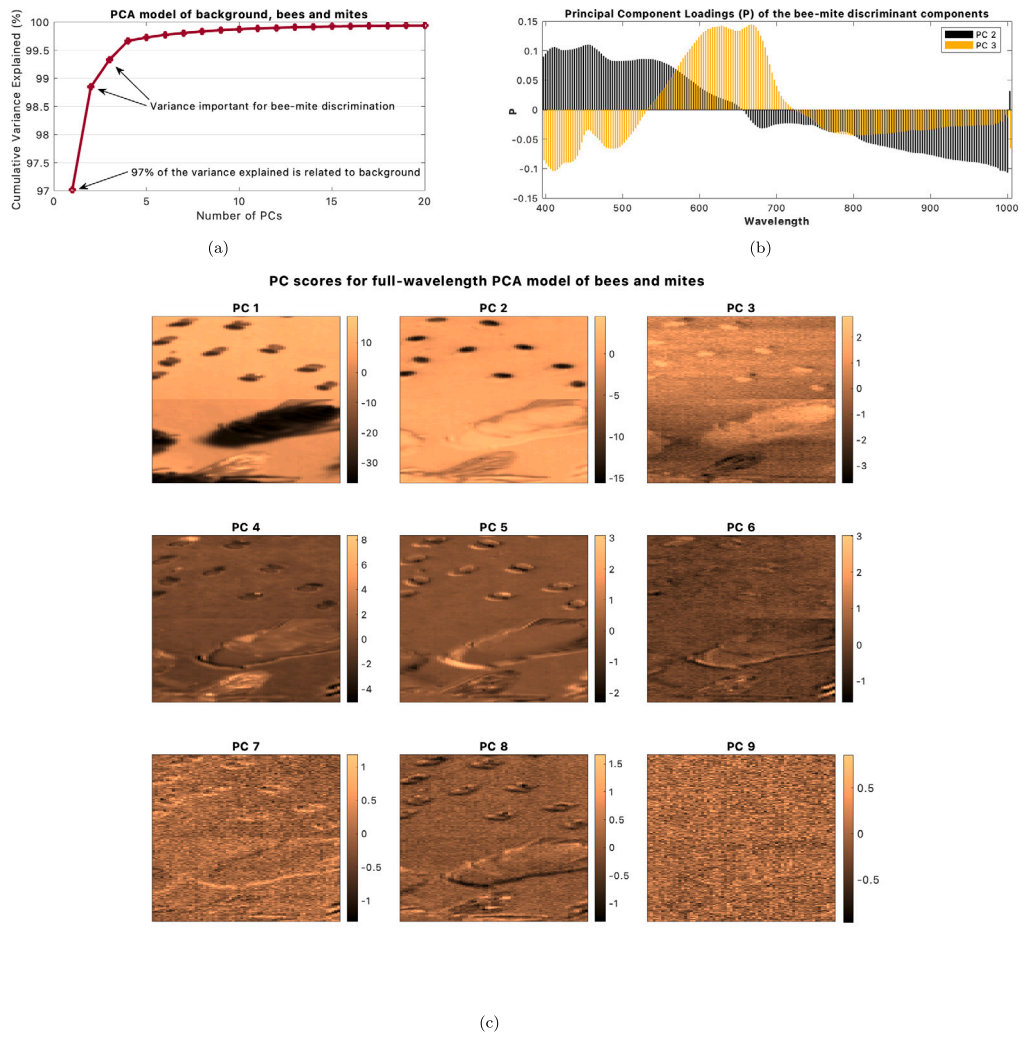 PCA model of background, bees and mites
Cumulative Variance Explained (%)
100
99.5
99
98.5
98
97.5
97
Variance important for bee-mite discrimination
97% of the variance explained is related to background
0 5 10 15 20
Number of PCs
(a)
Principal Component Loadings (P) of the bee-mite discriminant components
P
0.15
0.1
0.05
0
-0.05
-0.1
-0.15
PC 2
PC 3
400 500 600 700 800 900 1000
Wavelength
(b)
PC scores for full-wavelength PCA model of bees and mites
PC 1
10
0
-10
-20
-30
PC 2
0
-5
-10
-15
PC 3
2
1
0
-1
-2
-3
PC 4
8
6
4
2
0
-2
-4
PC 5
3
2
1
0
-1
-2
PC 6
3
2
1
0
-1
PC 7
1
0.5
0
-0.5
-1
PC 8
1.5
1
0.5
0
-0.5
-1
PC 9
0.5
0
-0.5
(c)